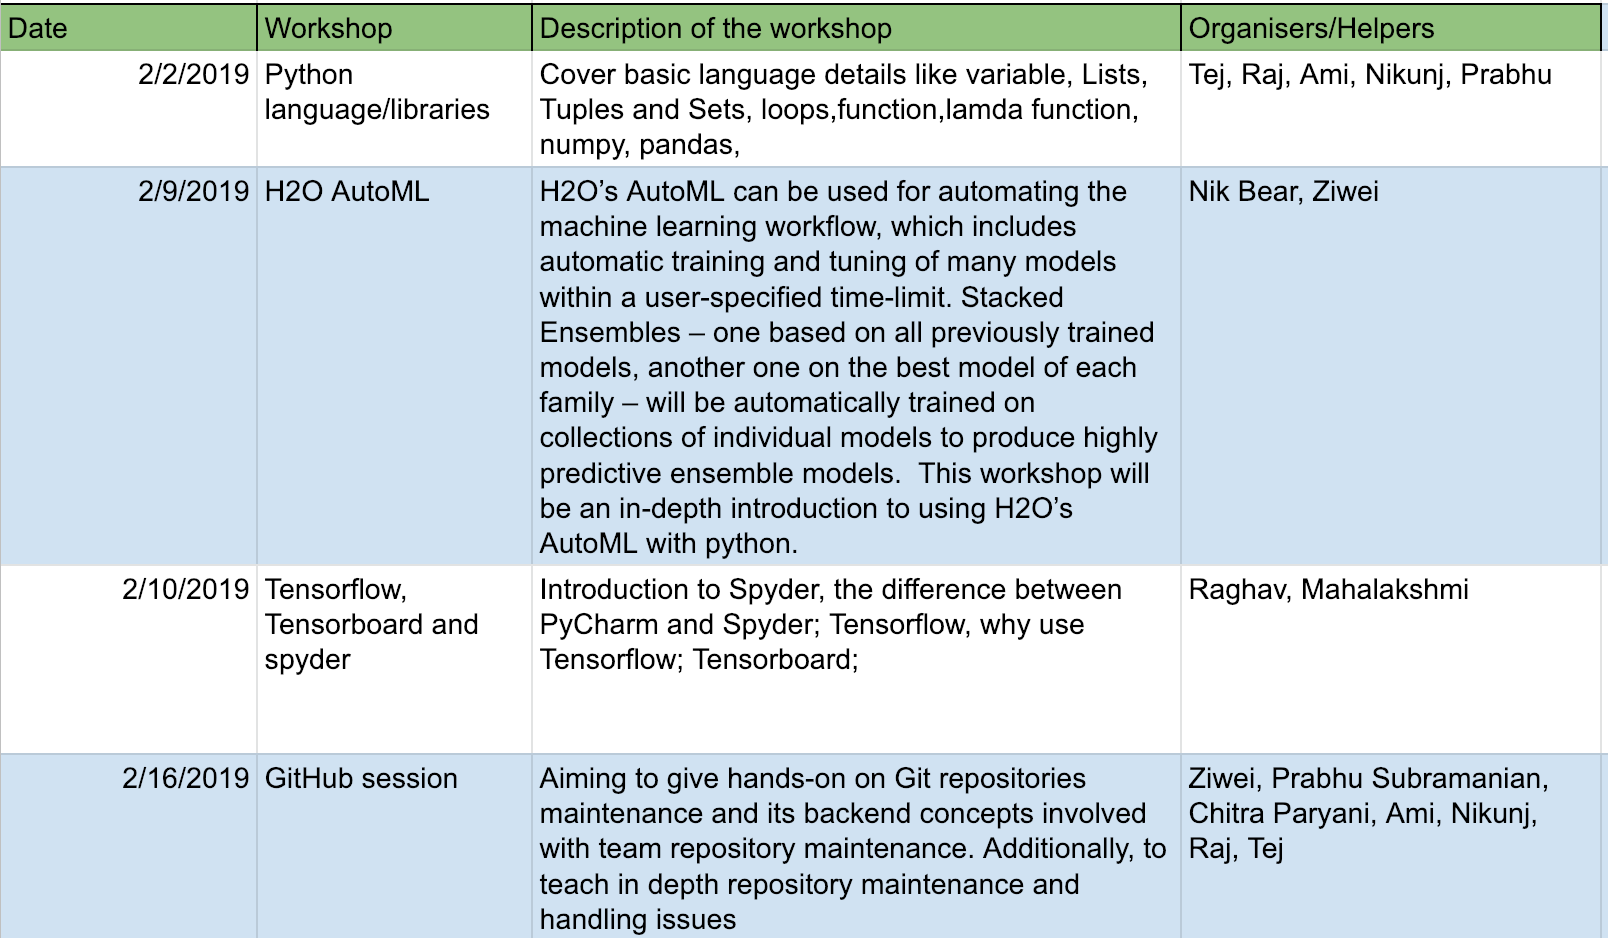 Date Workshop Description of the workshop Organisers/Helpers
2/2/2019 Python Cover basic language details like variable, Lists, Tej, Raj, Ami, Nikunj, Prabhu
language/libraries Tuples and Sets, loops,function,lamda function,
numpy, pandas,
2/9/2019 H2O AutoML H2O’s AutoML can be used for automating the Nik Bear, Ziwei
machine learning workflow, which includes
automatic training and tuning of many models
within a user-specified time-limit. Stacked
Ensembles – one based on all previously trained
models, another one on the best model of each
family – will be automatically trained on
collections of individual models to produce highly
predictive ensemble models.  This workshop will
be an in-depth introduction to using H2O’s
AutoML with python.
2/10/2019 Tensorflow, Introduction to Spyder, the difference between Raghav, Mahalakshmi
Tensorboard and PyCharm and Spyder; Tensorflow, why use
spyder Tensorflow; Tensorboard;
2/16/2019 GitHub session Aiming to give hands-on on Git repositories Ziwei, Prabhu Subramanian,
maintenance and its backend concepts involved Chitra Paryani, Ami, Nikunj,
with team repository maintenance. Additionally, to Raj, Tej
teach in depth repository maintenance and
handling issues